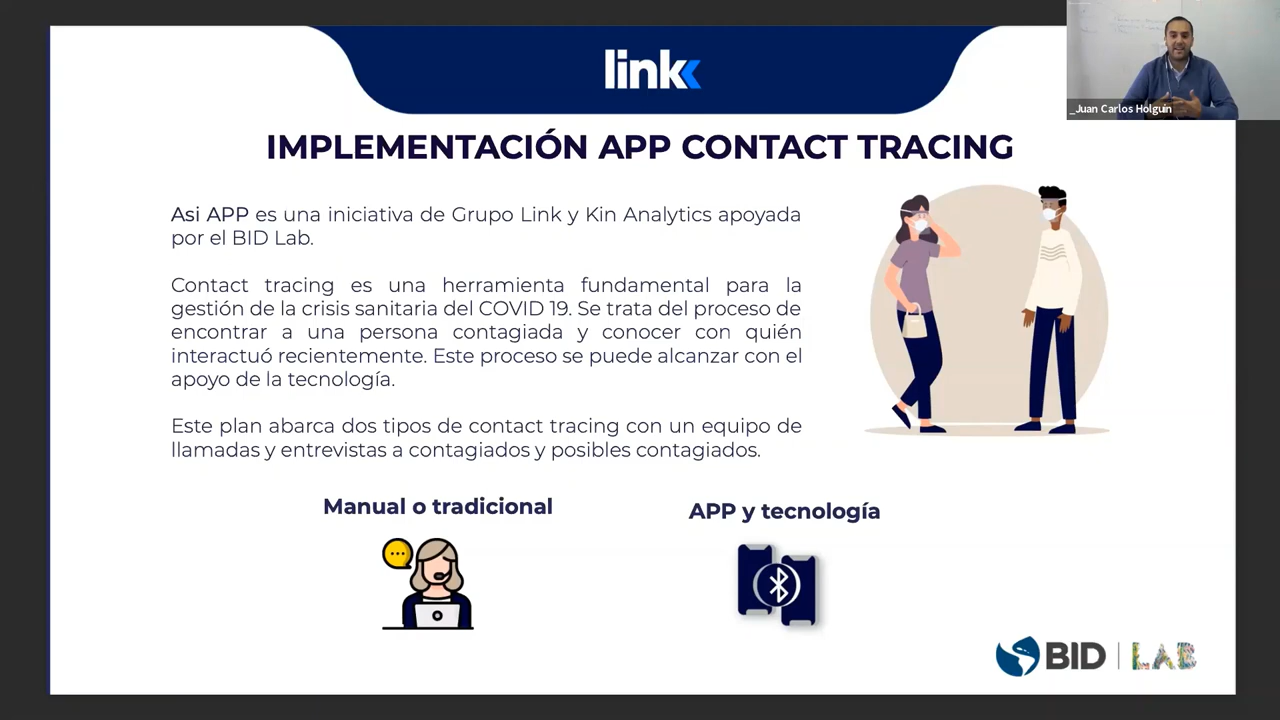 link
_Juan Carlos Holguín
IMPLEMENTACIÓN APP CONTACT TRACING
Asi APP es una iniciativa de Grupo Link y Kin Analytics apoyada
por el BID Lab.
Contact tracing es una herramienta fundamental para la
gestión de la crisis sanitaria del COVID 19. Se trata del proceso de
encontrar a una persona contagiada y conocer con quién
interactuó recientemente. Este proceso se puede alcanzar con el
apoyo de la tecnología.
Este plan abarca dos tipos de contact tracing con un equipo de
llamadas y entrevistas a contagiados y posibles contagiados.
Manual o tradicional
APP y tecnología
BID | LAB